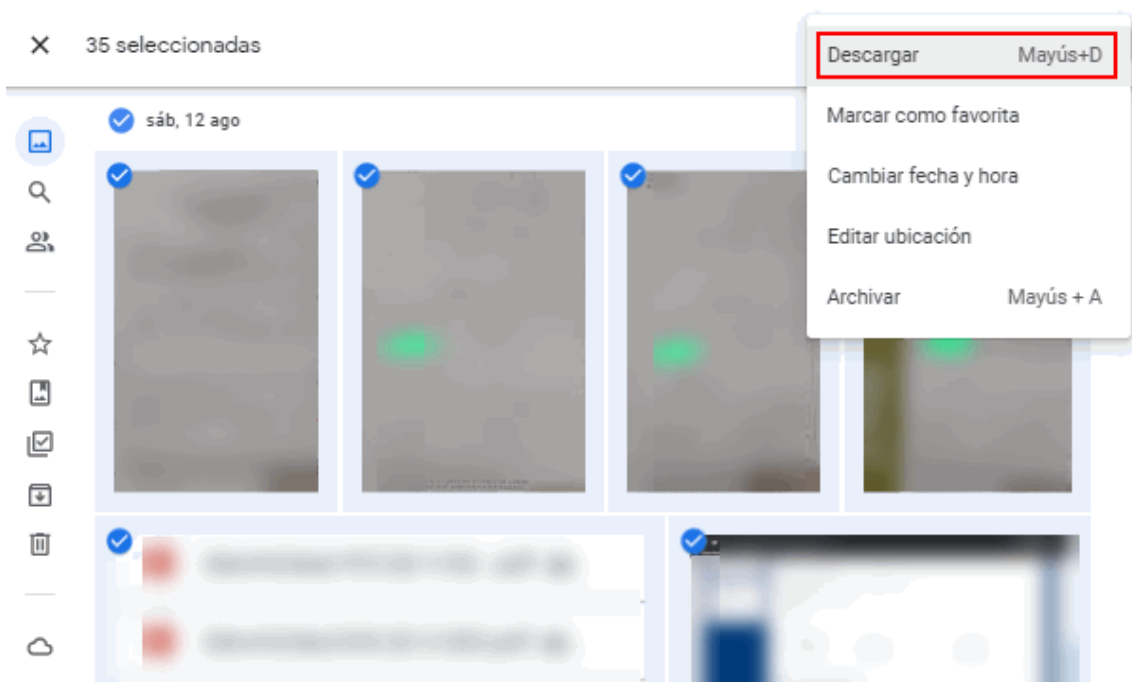 35 seleccionadas
Descargar Mayús+D
sáb, 12 ago
Marcar como favorita
Cambiar fecha y hora
Editar ubicación
Archivar Mayús + A